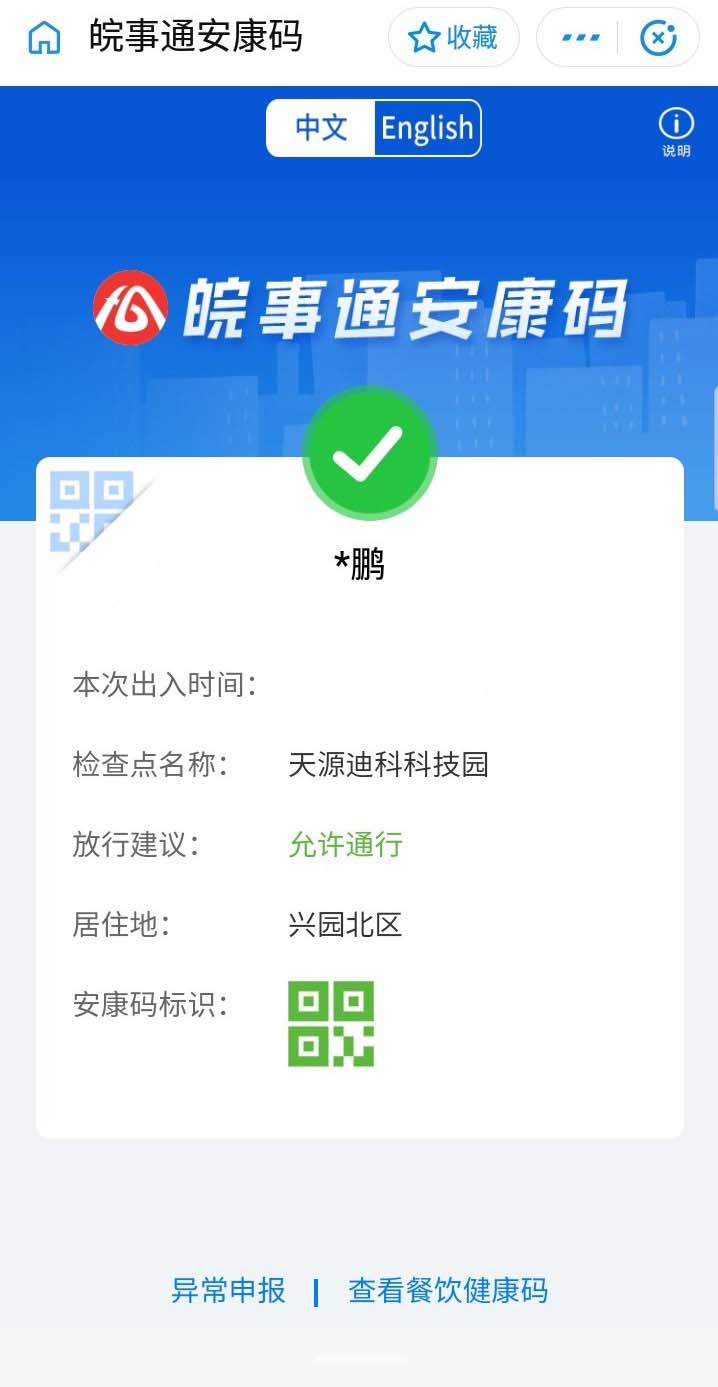 皖事通安康码
收藏
中文 English
说明
皖事通安康码
*鹏
本次出入时间：
检查点名称： 天源迪科科技园
放行建议： 允许通行
居住地： 兴园北区
安康码标识：
异常申报 | 查看餐饮健康码